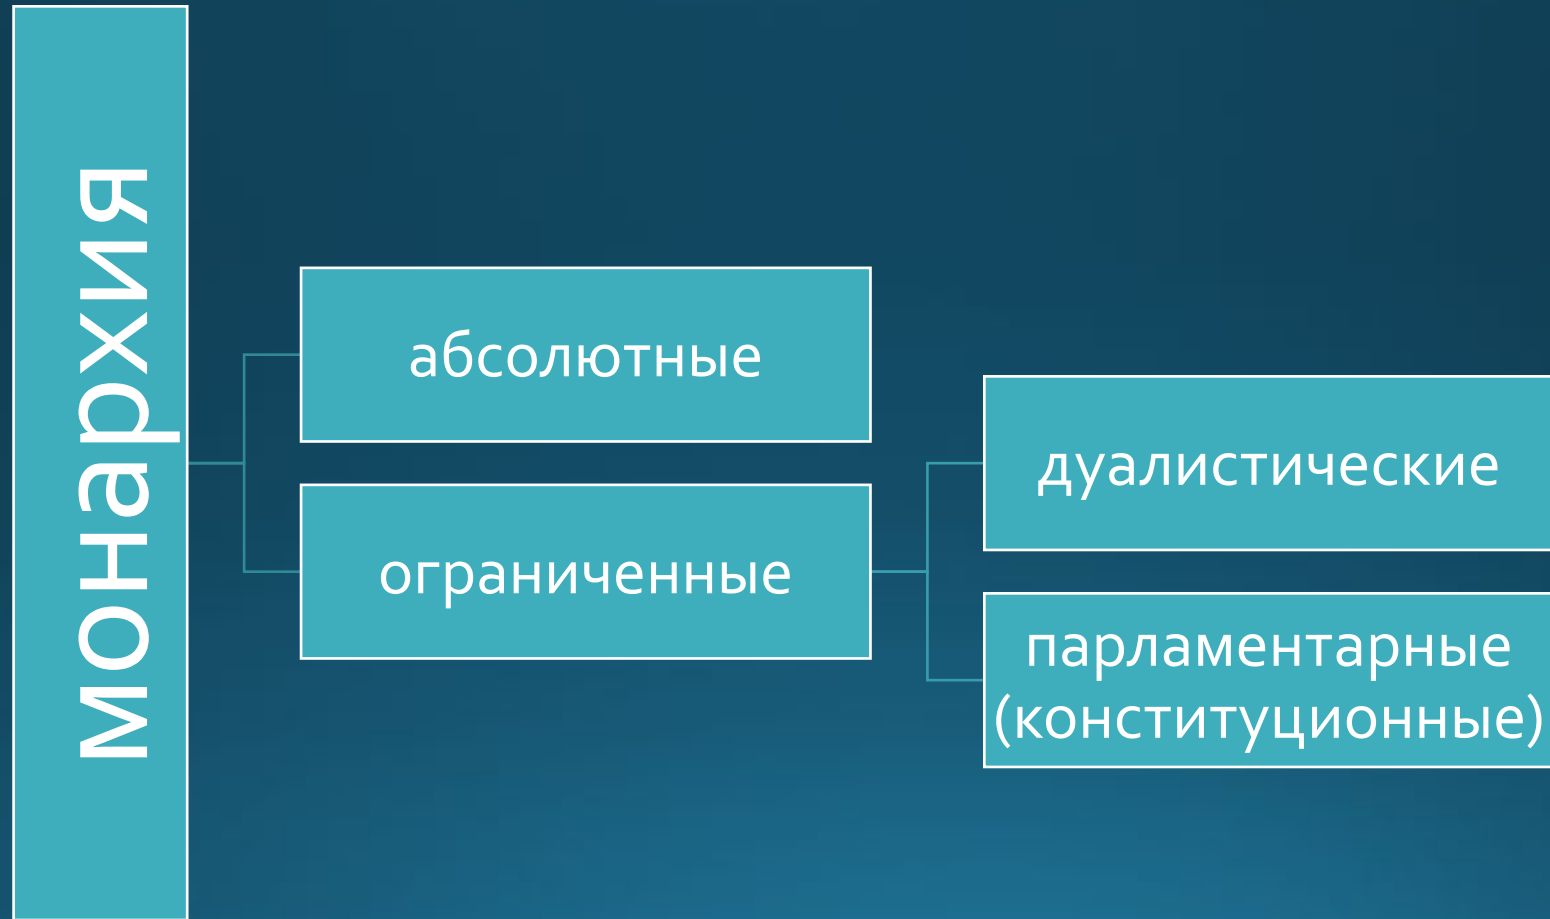 монархия
абсолютные
ограниченные
дуалистические
парламентарные
(конституционные)